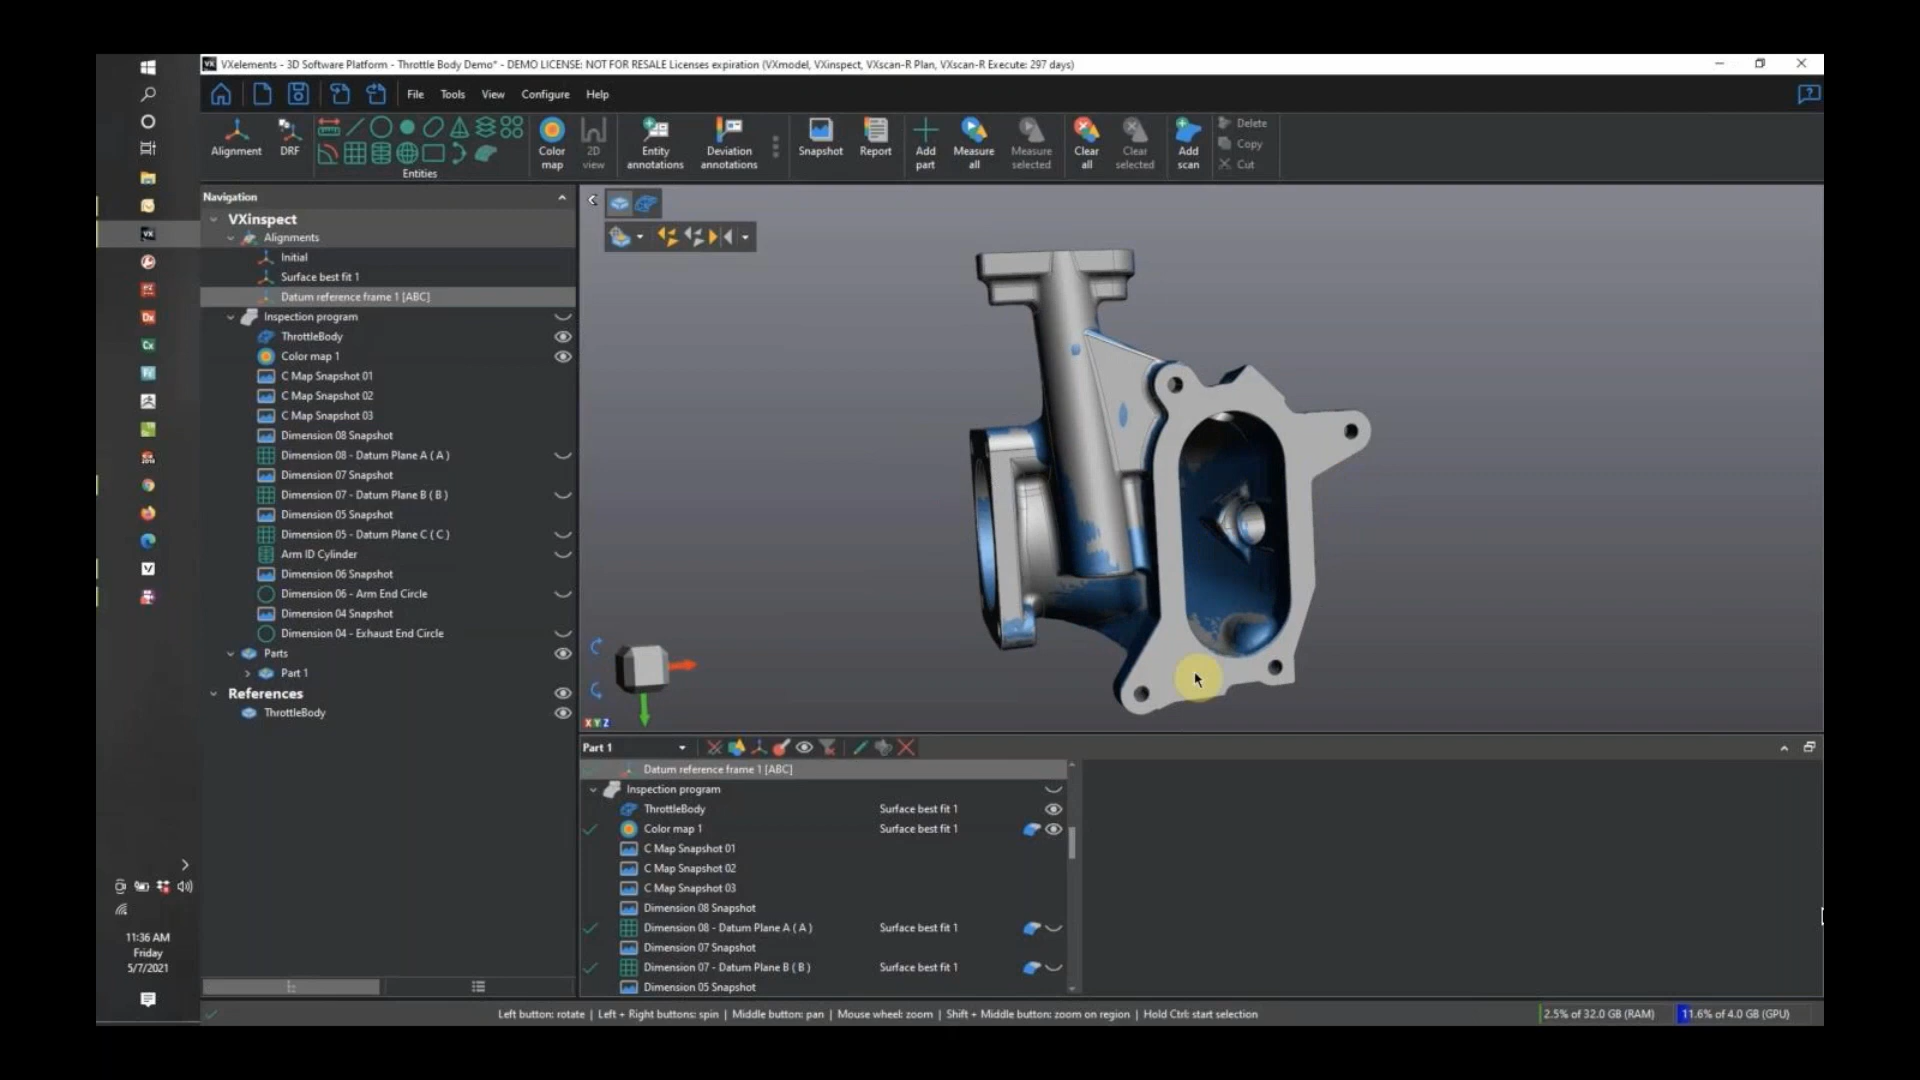 VXelements - 3D Software Platform - Throttle Body Demo* - DEMO LICENSE: NOT FOR RESALE Licenses expiration (VXmodel, VXinspect, VXscan-R Plan, VXscan-R Execute: 297 days)
File Tools View Configure Help
Alignment DRF Entities Color map 2D view Entity annotations Deviation annotations Snapshot Report Add part Measure all Measure selected Clear all Clear selected Add scan Delete Copy Cut
Navigation
VXinspect
Alignments
Initial
Surface best fit 1
Datum reference frame 1 [ABC]
Inspection program
ThrottleBody
Color map 1
C Map Snapshot 01
C Map Snapshot 02
C Map Snapshot 03
Dimension 08 Snapshot
Dimension 08 - Datum Plane A ( A )
Dimension 07 Snapshot
Dimension 07 - Datum Plane B ( B )
Dimension 05 Snapshot
Dimension 05 - Datum Plane C ( C )
Arm ID Cylinder
Dimension 06 Snapshot
Dimension 06 - Arm End Circle
Dimension 04 Snapshot
Dimension 04 - Exhaust End Circle
Parts
Part 1
References
ThrottleBody
X Y Z
Part 1
Datum reference frame 1 [ABC]
Inspection program
ThrottleBody Surface best fit 1
Color map 1 Surface best fit 1
C Map Snapshot 01
C Map Snapshot 02
C Map Snapshot 03
Dimension 08 Snapshot
Dimension 08 - Datum Plane A ( A ) Surface best fit 1
Dimension 07 Snapshot
Dimension 07 - Datum Plane B ( B ) Surface best fit 1
Dimension 05 Snapshot
11:36 AM
Friday
5/7/2021
Left button: rotate | Left + Right buttons: spin | Middle button: pan | Mouse wheel: zoom | Shift + Middle button: zoom on region | Hold Ctrl: start selection
2.5% of 32.0 GB (RAM) 11.6% of 4.0 GB (GPU)